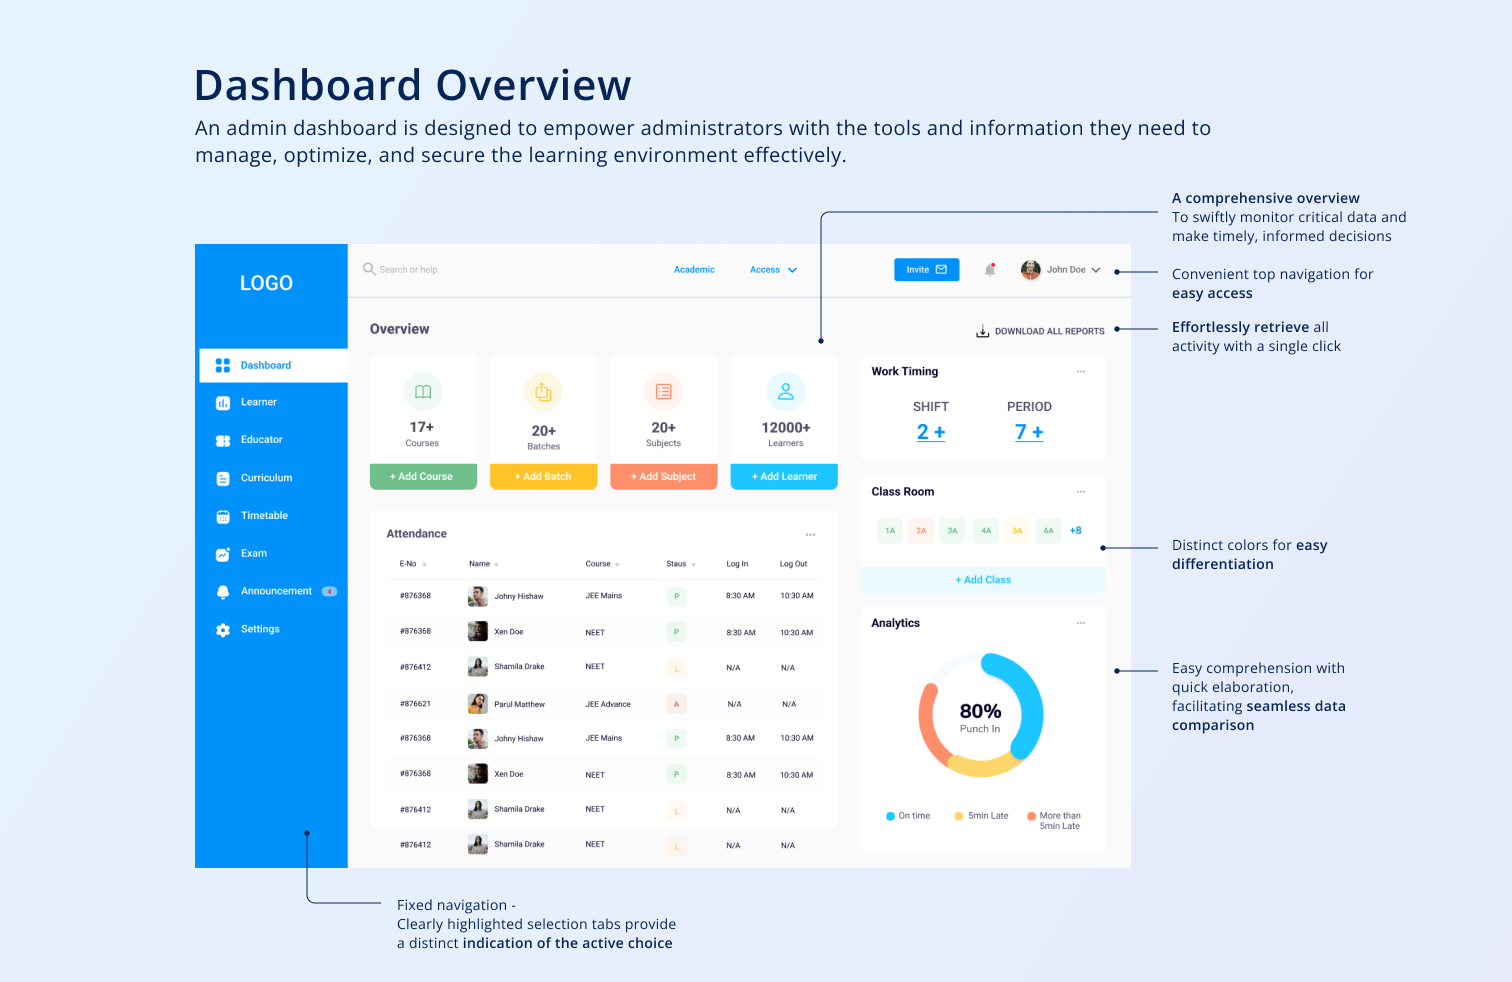 Dashboard Overview
An admin dashboard is designed to empower administrators with the tools and information they need to
manage, optimize, and secure the learning environment effectively.
A comprehensive overview
To swiftly monitor critical data and
make timely, informed decisions
Convenient top navigation for
easy access
Effortlessly retrieve all
activity with a single click
Distinct colors for easy
differentiation
Easy comprehension with
quick elaboration,
facilitating seamless data
comparison
LOGO
Dashboard
Learner
Educator
Curriculum
Timetable
Exam
Announcement 4
Settings
Search or help
Academic
Access
Invite
John Doe
Overview
DOWNLOAD ALL REPORTS
17+
Courses
+ Add Course
20+
Batches
+ Add Batch
20+
Subjects
+ Add Subject
12000+
Learners
+ Add Learner
Attendance
E-No Name Course Staus Log In Log Out
#876368 Johny Hishaw JEE Mains P 8:30 AM 10:30 AM
#876368 Xen Doe NEET P 8:30 AM 10:30 AM
#876412 Shamila Drake NEET L N/A N/A
#876621 Parul Matthew JEE Advance A N/A N/A
#876368 Johny Hishaw JEE Mains P 8:30 AM 10:30 AM
#876368 Xen Doe NEET P 8:30 AM 10:30 AM
#876412 Shamila Drake NEET L N/A N/A
#876412 Shamila Drake NEET L N/A N/A
Work Timing
SHIFT PERIOD
2 + 7 +
Class Room
1A 2A 3A 4A 5A 6A +8
+ Add Class
Analytics
80%
Punch In
On time
5min Late
More than
5min Late
Fixed navigation -
Clearly highlighted selection tabs provide
a distinct indication of the active choice